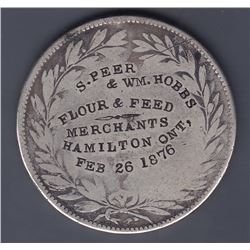 S. PEER
& WM. HOBBS
FLOUR & FEED
MERCHANTS
HAMILTON ONT,
FEB 26 1876